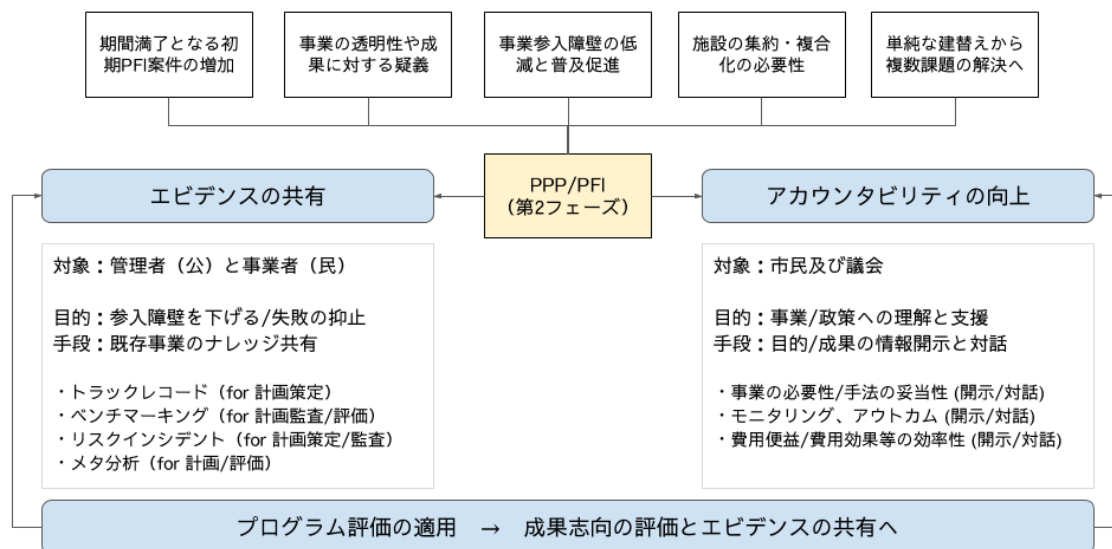 期間満了となる初
期PFI案件の増加
事業の透明性や成
果に対する疑義
事業参入障壁の低
減と普及促進
施設の集約・複合
化の必要性
単純な建替えから
複数課題の解決へ
PPP/PFI
（第2フェーズ）
エビデンスの共有
対象：管理者（公）と事業者（民）
目的：参入障壁を下げる/失敗の抑止
手段：既存事業のナレッジ共有
・トラックレコード（for 計画策定）
・ベンチマーキング（for 計画監査/評価）
・リスクインシデント（for 計画策定/監査）
・メタ分析（for 計画/評価）
アカウンタビリティの向上
対象：市民及び議会
目的：事業/政策への理解と支援
手段：目的/成果の情報開示と対話
・事業の必要性/手法の妥当性 (開示/対話)
・モニタリング、アウトカム (開示/対話)
・費用便益/費用効果等の効率性 (開示/対話)
プログラム評価の適用　→　成果志向の評価とエビデンスの共有へ